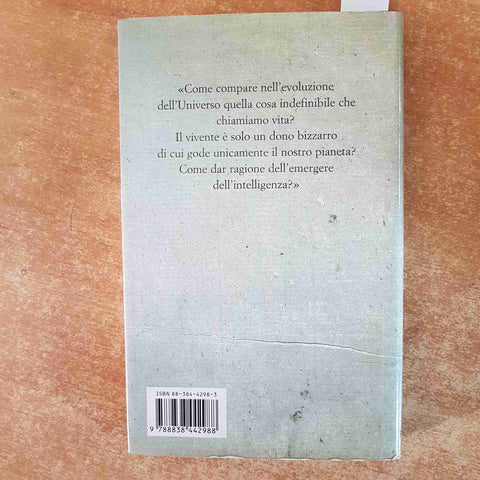 «Come compare nell'evoluzione
dell'Universo quella cosa indefinibile che
chiamiamo vita?
Il vivente è solo un dono bizzarro
di cui gode unicamente il nostro pianeta?
Come dar ragione dell'emergere
dell'intelligenza?»
ISBN 88-384-4298-3
9 788838 442988